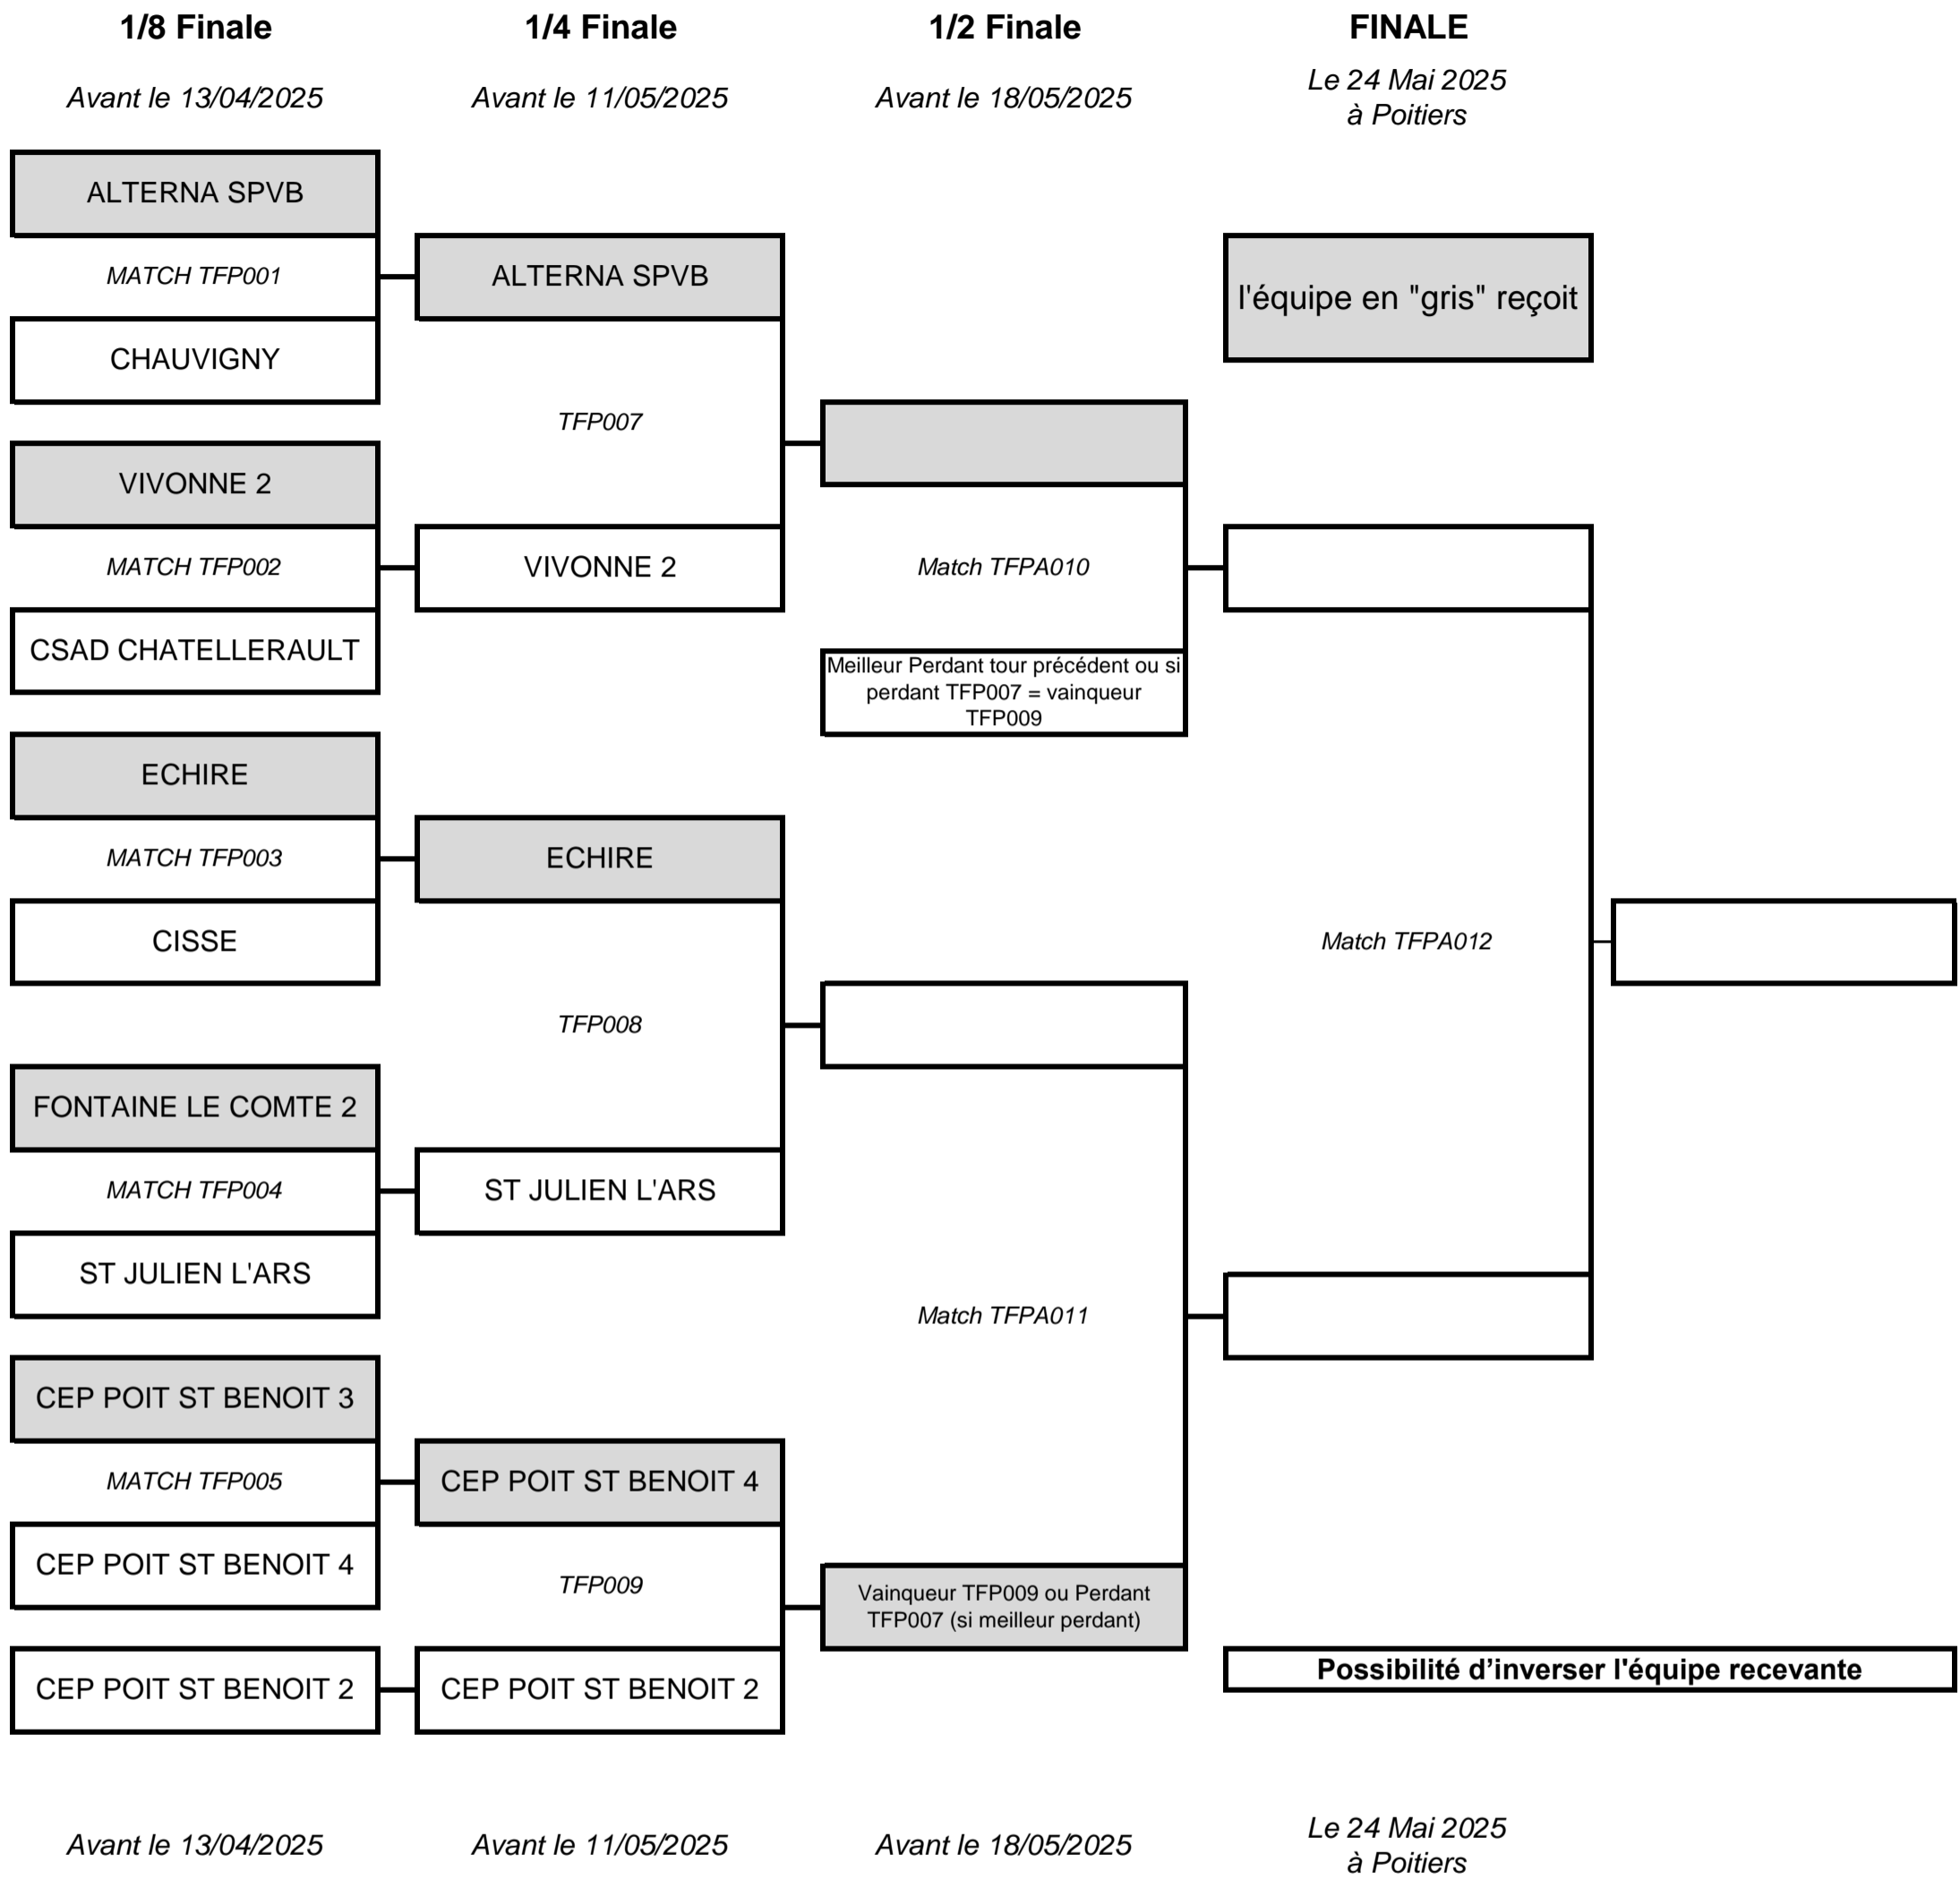 1/8 Finale
1/4 Finale
1/2 Finale
FINALE
Avant le 13/04/2025
Avant le 11/05/2025
Avant le 18/05/2025
Le 24 Mai 2025
à Poitiers
ALTERNA SPVB
MATCH TFP001
CHAUVIGNY
VIVONNE 2
MATCH TFP002
CSAD CHATELLERAULT
ECHIRE
MATCH TFP003
CISSE
FONTAINE LE COMTE 2
MATCH TFP004
ST JULIEN L'ARS
CEP POIT ST BENOIT 3
MATCH TFP005
CEP POIT ST BENOIT 4
CEP POIT ST BENOIT 2
ALTERNA SPVB
TFP007
VIVONNE 2
ECHIRE
TFP008
ST JULIEN L'ARS
CEP POIT ST BENOIT 4
TFP009
CEP POIT ST BENOIT 2
Match TFPA010
Meilleur Perdant tour précédent ou si
perdant TFP007 = vainqueur
TFP009
Match TFPA011
Vainqueur TFP009 ou Perdant
TFP007 (si meilleur perdant)
l'équipe en "gris" reçoit
Match TFPA012
Possibilité d’inverser l'équipe recevante
Avant le 13/04/2025
Avant le 11/05/2025
Avant le 18/05/2025
Le 24 Mai 2025
à Poitiers